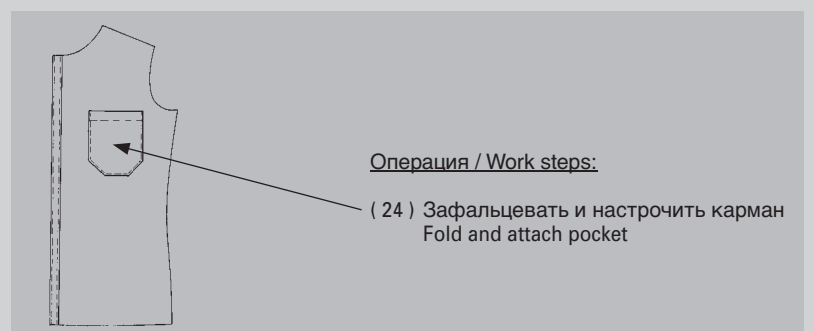 Операция / Work steps:
( 24 ) Зафальцевать и настрочить карман
Fold and attach pocket